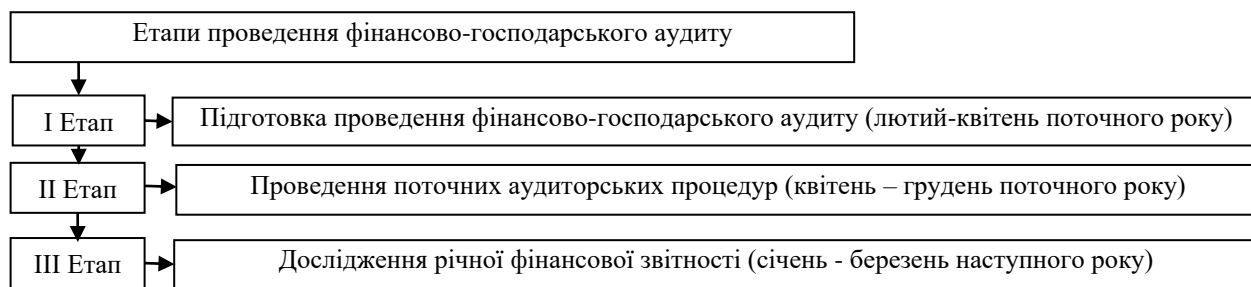 Етапи проведення фінансово-господарського аудиту
І Етап
Підготовка проведення фінансово-господарського аудиту (лютий-квітень поточного року)
ІІ Етап
Проведення поточних аудиторських процедур (квітень – грудень поточного року)
ІІІ Етап
Дослідження річної фінансової звітності (січень - березень наступного року)